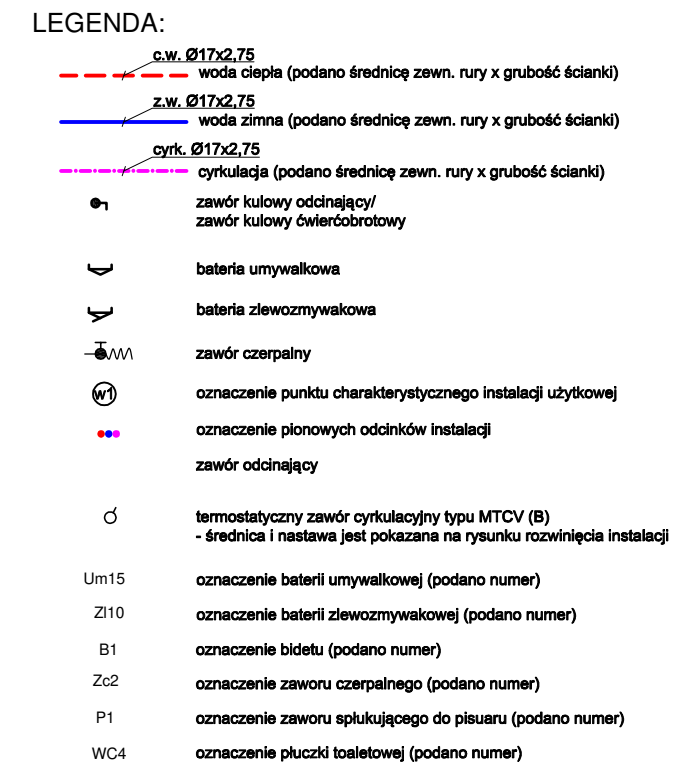 LEGENDA:
c.w. Ø17x2,75
woda ciepła (podano średnicę zewn. rury x grubość ścianki)
z.w. Ø17x2,75
woda zimna (podano średnicę zewn. rury x grubość ścianki)
cyrk. Ø17x2,75
cyrkulacja (podano średnicę zewn. rury x grubość ścianki)
zawór kulowy odcinający/
zawór kulowy ćwierćobrotowy
bateria umywalkowa
bateria zlewozmywakowa
zawór czerpalny
w1 oznaczenie punktu charakterystycznego instalacji użytkowej
oznaczenie pionowych odcinków instalacji
zawór odcinający
termostatyczny zawór cyrkulacyjny typu MTCV (B)
- średnica i nastawa jest pokazana na rysunku rozwinięcia instalacji
Um15 oznaczenie baterii umywalkowej (podano numer)
Zl10 oznaczenie baterii zlewozmywakowej (podano numer)
B1 oznaczenie bidetu (podano numer)
Zc2 oznaczenie zaworu czerpalnego (podano numer)
P1 oznaczenie zaworu spłukującego do pisuaru (podano numer)
WC4 oznaczenie płuczki toaletowej (podano numer)